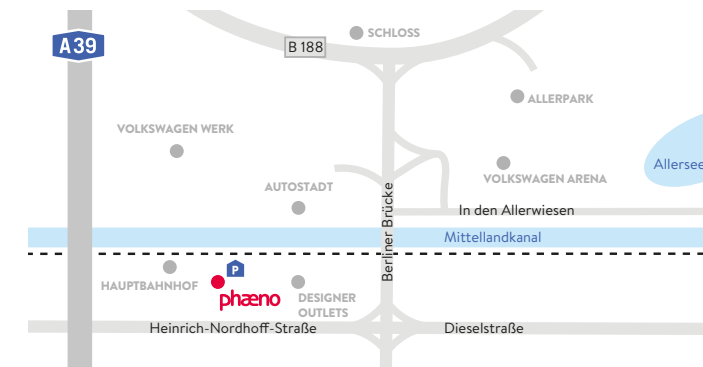 SCHLOSS
A 39
B 188
ALLERPARK
VOLKSWAGEN WERK
Allersee
VOLKSWAGEN ARENA
AUTOSTADT
Berliner Brücke
In den Allerwiesen
Mittellandkanal
P
HAUPTBAHNHOF
phæno
DESIGNER
OUTLETS
Heinrich-Nordhoff-Straße
Dieselstraße